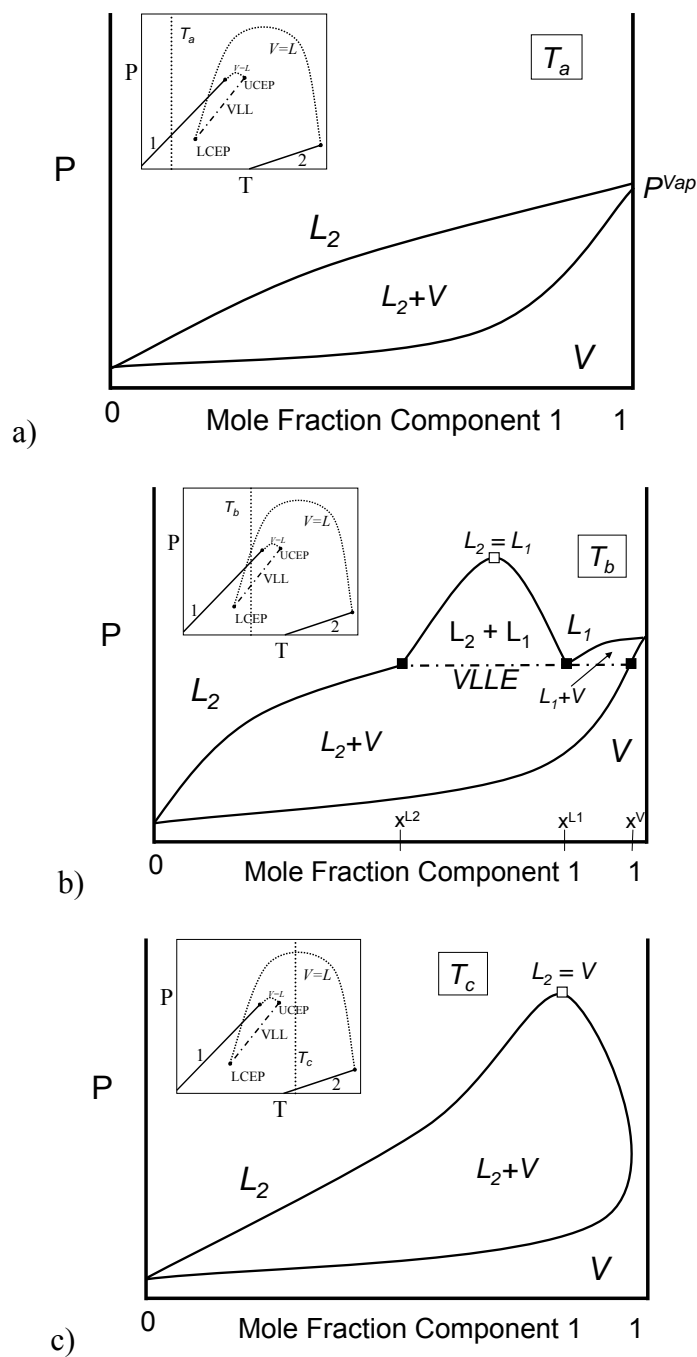 T_a
V=L
P
V=L
UCEP
VLL
1
LCEP
2
T
T_a
P
P^Vap
L_2
L_2+V
V
0
Mole Fraction Component 1
1
a)
T_b
V=L
P
V=L
UCEP
VLL
1
LCEP
2
T
L_2 = L_1
T_b
P
L_2 + L_1
L_1
VLLE
L_1+V
L_2
L_2+V
V
x^L2
x^L1
x^V
0
Mole Fraction Component 1
1
b)
V=L
P
V=L
UCEP
VLL
1
T_c
LCEP
2
T
T_c
L_2 = V
P
L_2
L_2+V
V
0
Mole Fraction Component 1
1
c)